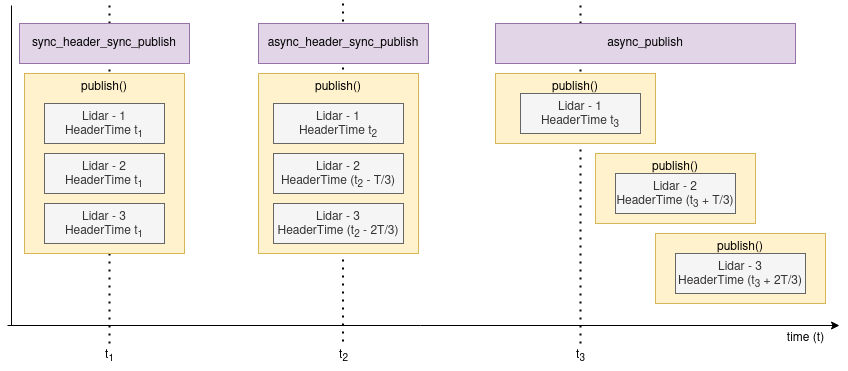 sync_header_sync_publish
publish()
Lidar - 1
HeaderTime t1
Lidar - 2
HeaderTime t1
Lidar - 3
HeaderTime t1
async_header_sync_publish
publish()
Lidar - 1
HeaderTime t2
Lidar - 2
HeaderTime (t2 - T/3)
Lidar - 3
HeaderTime (t2 - 2T/3)
async_publish
publish()
Lidar - 1
HeaderTime t3
publish()
Lidar - 2
HeaderTime (t3 + T/3)
publish()
Lidar - 3
HeaderTime (t3 + 2T/3)
time (t)
t1
t2
t3